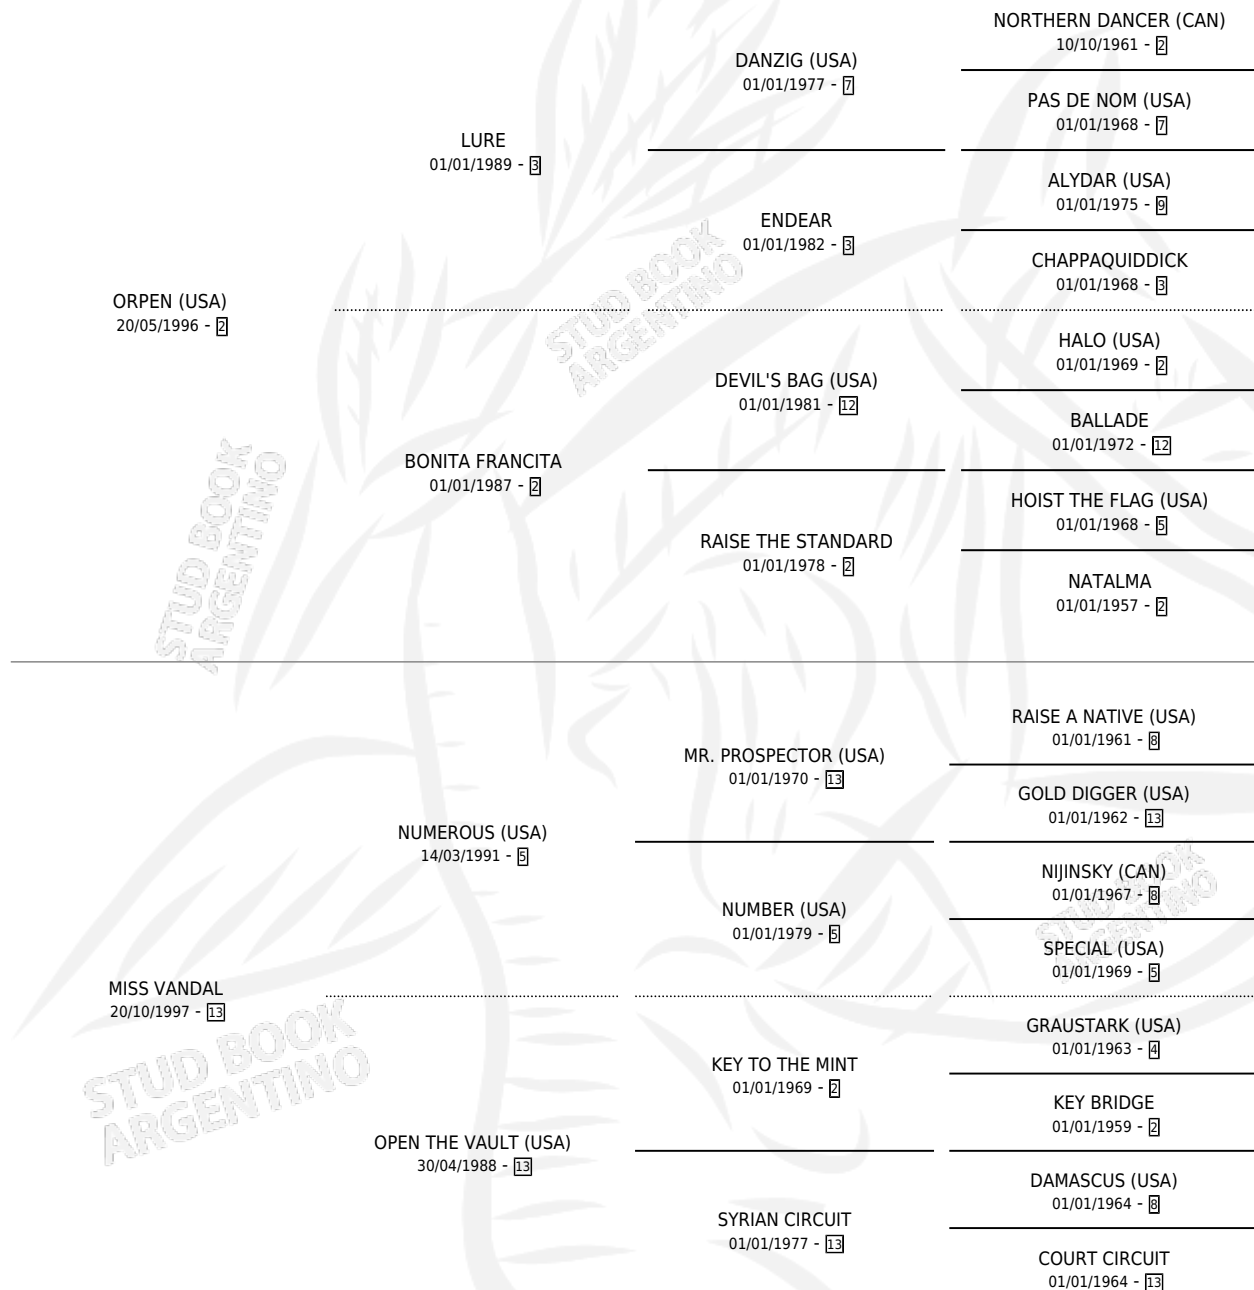 NORTHERN DANCER (CAN)
10/10/1961 - 2
DANZIG (USA)
01/01/1977 - 7
PAS DE NOM (USA)
01/01/1968 - 7
LURE
01/01/1989 - 3
ALYDAR (USA)
01/01/1975 - 9
ENDEAR
01/01/1982 - 3
CHAPPAQUIDDICK
01/01/1968 - 3
ORPEN (USA)
20/05/1996 - 2
STUD BOOK
ARGENTINO
HALO (USA)
01/01/1969 - 2
DEVIL'S BAG (USA)
01/01/1981 - 12
BALLADE
01/01/1972 - 12
BONITA FRANCITA
01/01/1987 - 2
HOIST THE FLAG (USA)
01/01/1968 - 5
RAISE THE STANDARD
01/01/1978 - 2
NATALMA
01/01/1957 - 2
STUD BOOK
ARGENTINO
RAISE A NATIVE (USA)
01/01/1961 - 8
MR. PROSPECTOR (USA)
01/01/1970 - 13
GOLD DIGGER (USA)
01/01/1962 - 13
NUMEROUS (USA)
14/03/1991 - 5
NIJINSKY (CAN)
01/01/1967 - 8
NUMBER (USA)
01/01/1979 - 5
SPECIAL (USA)
01/01/1969 - 5
STUD BOOK
ARGENTINO
MISS VANDAL
20/10/1997 - 13
GRAUSTARK (USA)
01/01/1963 - 4
KEY TO THE MINT
01/01/1969 - 2
KEY BRIDGE
01/01/1959 - 2
STUD BOOK
ARGENTINO
OPEN THE VAULT (USA)
30/04/1988 - 13
DAMASCUS (USA)
01/01/1964 - 8
SYRIAN CIRCUIT
01/01/1977 - 13
COURT CIRCUIT
01/01/1964 - 13